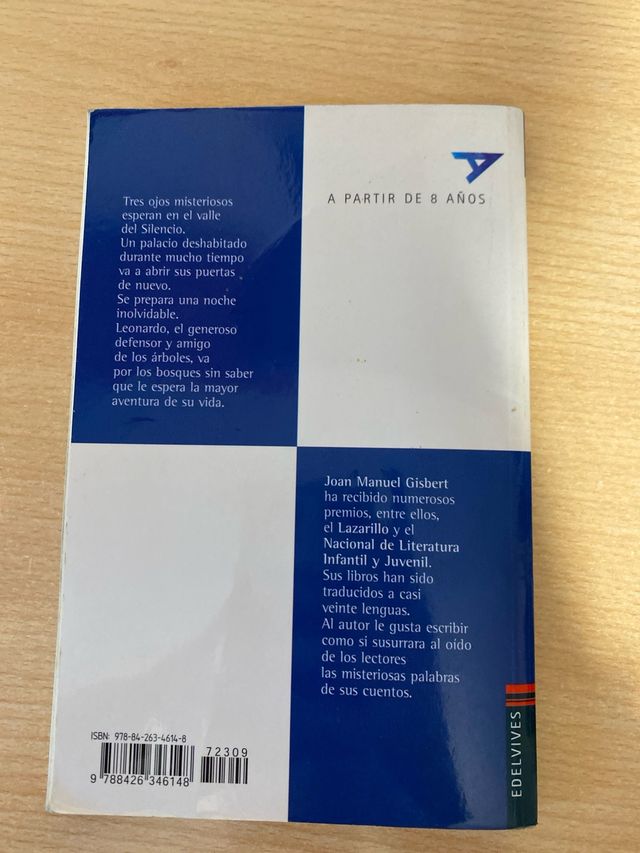 Tres ojos misteriosos
esperan en el valle
del Silencio.
Un palacio deshabitado
durante mucho tiempo
va a abrir sus puertas
de nuevo.
Se prepara una noche
inolvidable.
Leonardo, el generoso
defensor y amigo
de los árboles, va
por los bosques sin saber
que le espera la mayor
aventura de su vida.
A PARTIR DE 8 AÑOS
Joan Manuel Gisbert
ha recibido numerosos
premios, entre ellos,
el Lazarillo y el
Nacional de Literatura
Infantil y Juvenil.
Sus libros han sido
traducidos a casi
veinte lenguas.
Al autor le gusta escribir
como si susurrara al oído
de los lectores
las misteriosas palabras
de sus cuentos.
ISBN: 978-84-263-4614-8
72309
9 788426 346148
EDELVIVES